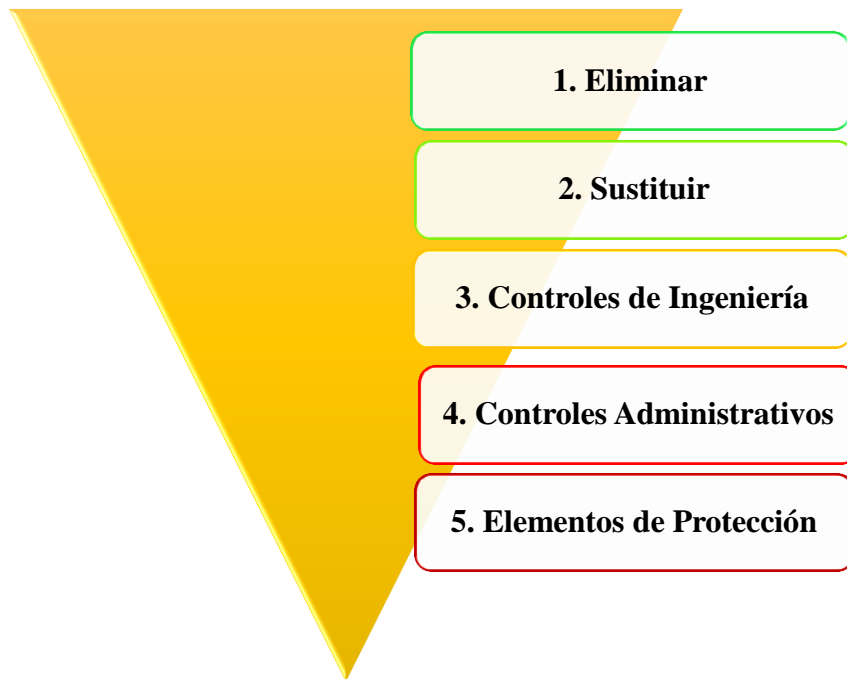 1. Eliminar
2. Sustituir
3. Controles de Ingeniería
4. Controles Administrativos
5. Elementos de Protección